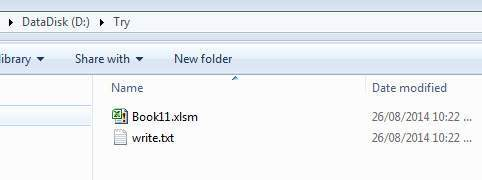 DataDisk (D:) Try
library Share with New folder
Name Date modified
Book11.xlsm 26/08/2014 10:22 ...
write.txt 26/08/2014 10:22 ...